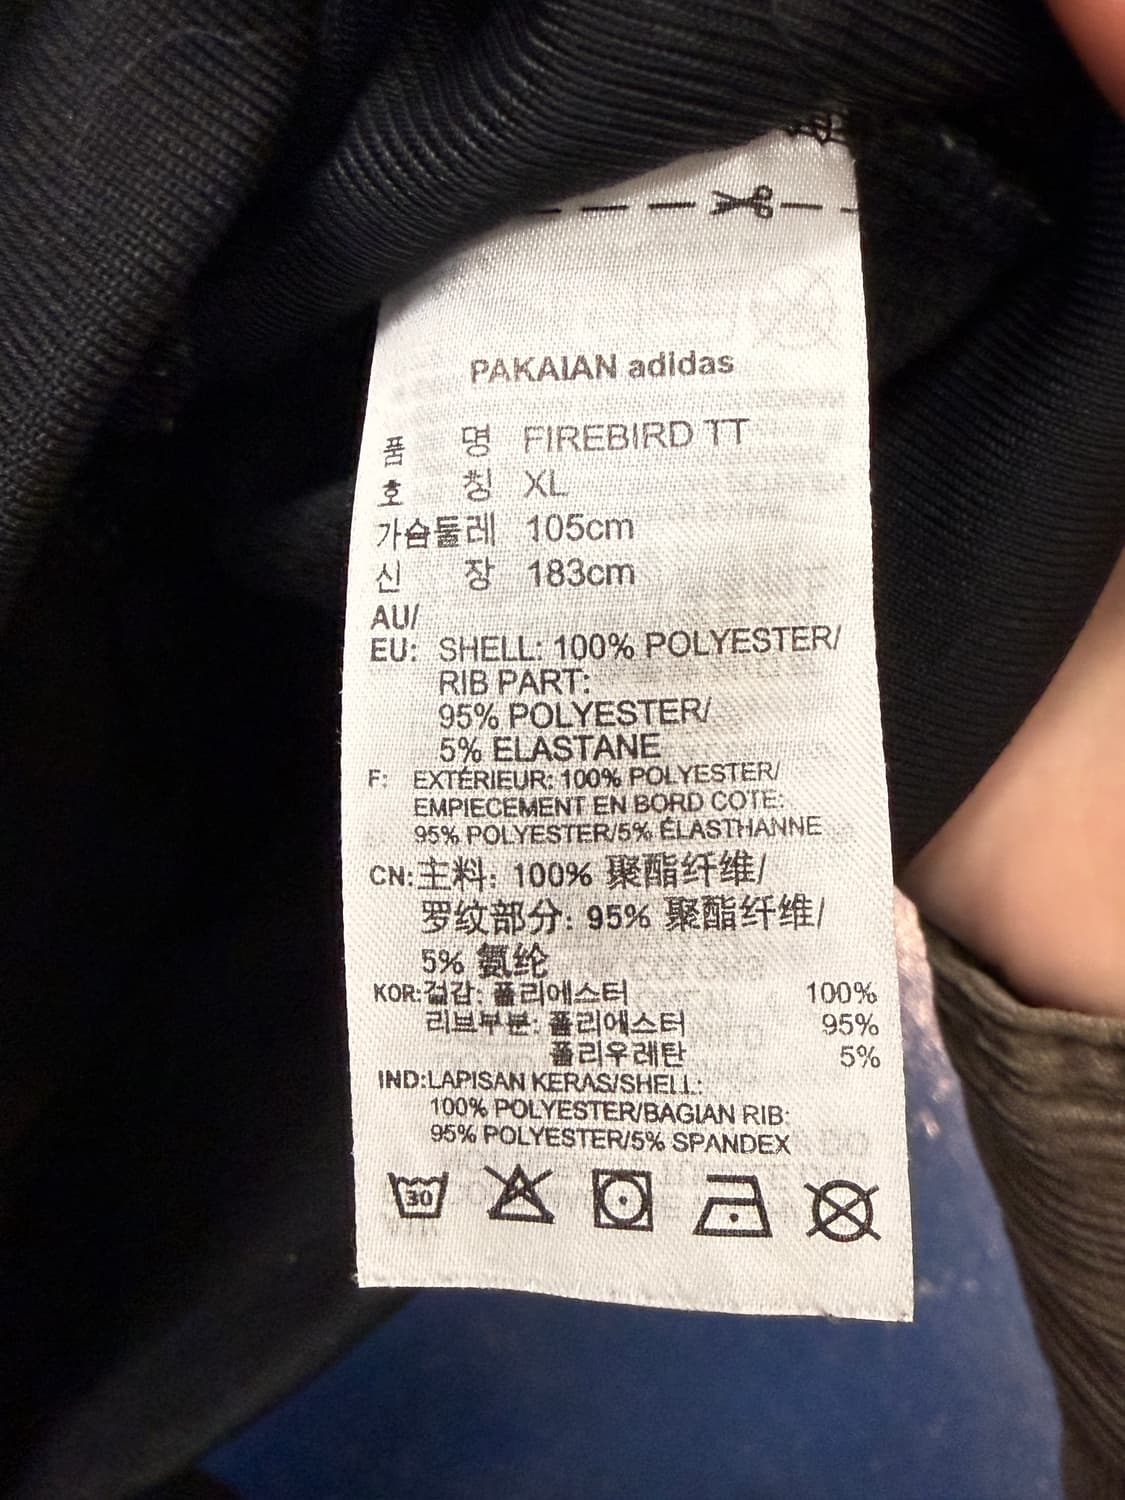 PAKAIAN adidas
품 명 FIREBIRD TT
호 칭 XL
가슴둘레 105cm
신 장 183cm
AU/
EU: SHELL: 100% POLYESTER/
RIB PART:
95% POLYESTER/
5% ELASTANE
F: EXTÉRIEUR: 100% POLYESTER/
EMPIECEMENT EN BORD COTE:
95% POLYESTER/5% ÉLASTHANNE
CN: 主料: 100% 聚酯纤维/
罗纹部分: 95% 聚酯纤维/
5% 氨纶
KOR: 겉감: 폴리에스터 100%
리브부분: 폴리에스터 95%
폴리우레탄 5%
IND: LAPISAN KERAS/SHELL:
100% POLYESTER/BAGIAN RIB:
95% POLYESTER/5% SPANDEX
30